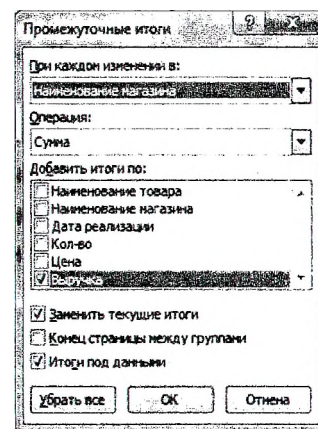 Промежуточные итоги
При каждом изменении в:
Наименование магазина
Операция:
Сумма
Добавить итоги по:
Наименование товара
Наименование магазина
Дата реализации
Кол-во
Цена
Выручка
Заменить текущие итоги
Конец страницы между группами
Итоги под данными
Убрать все
ОК
Отмена